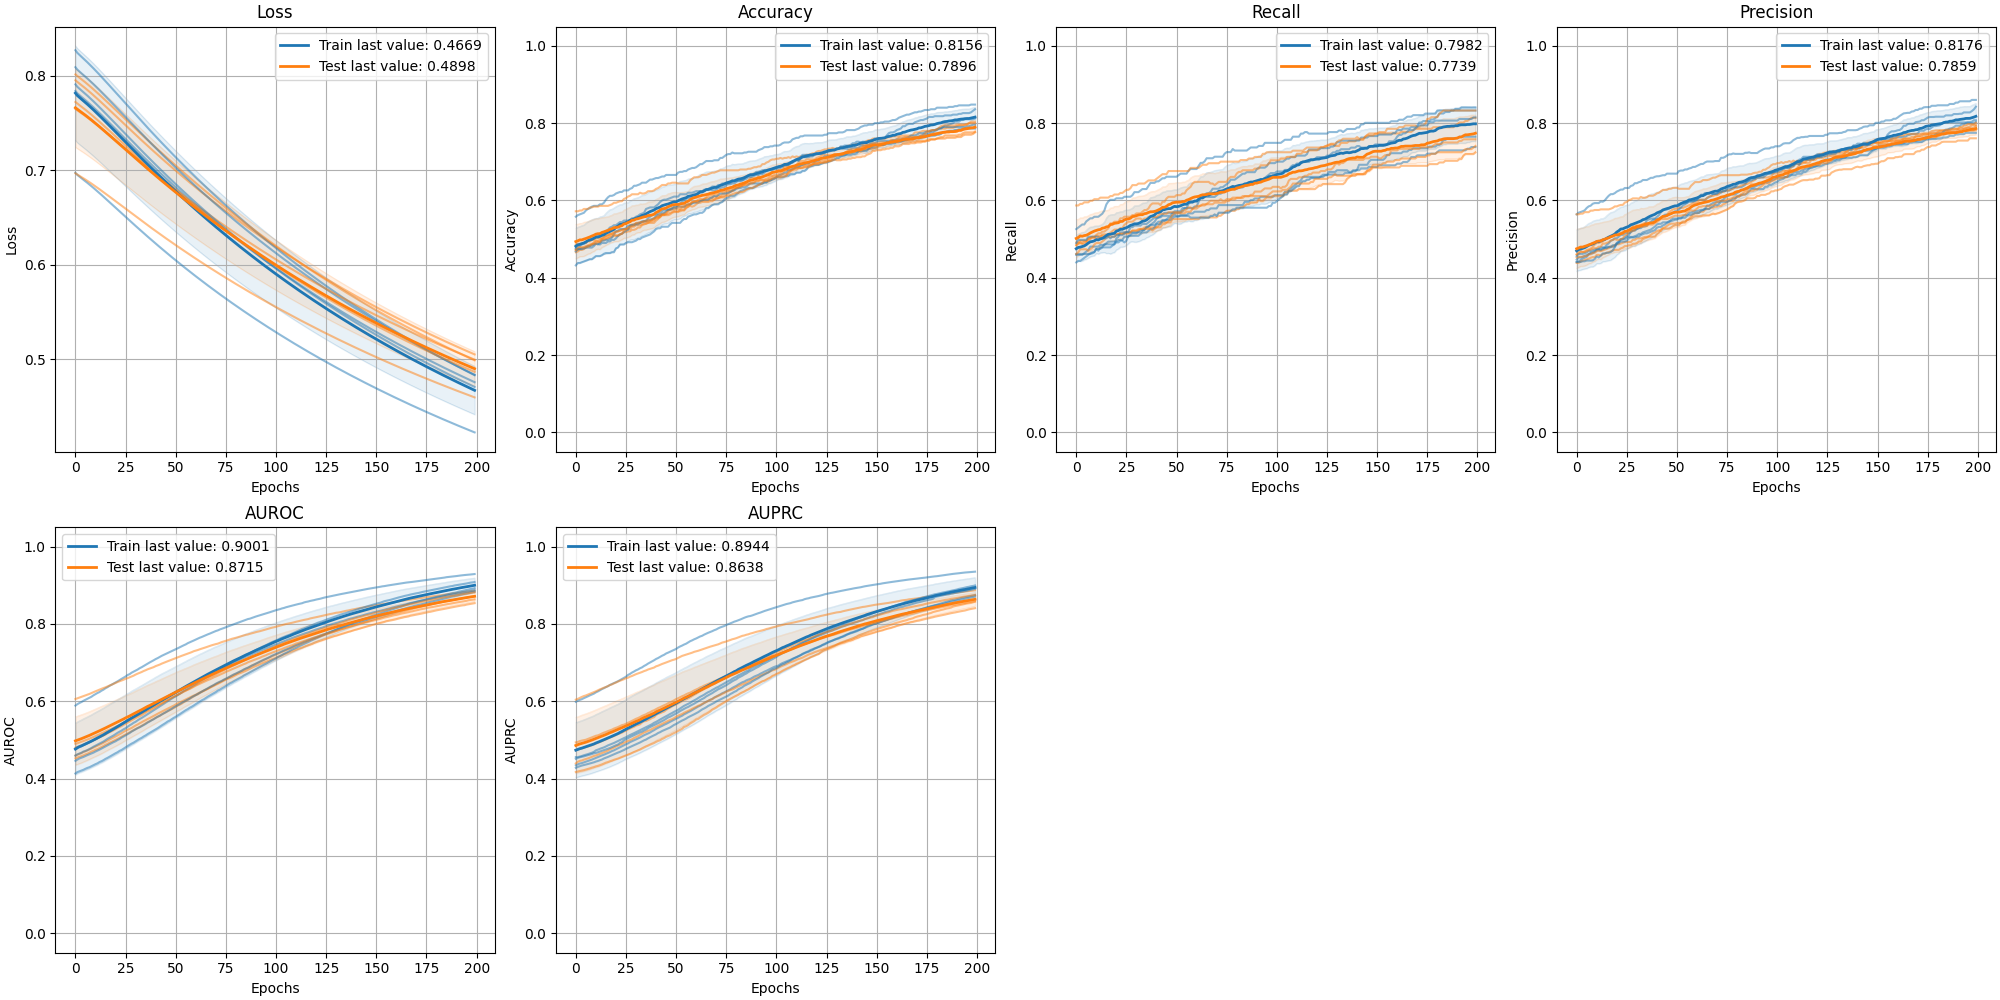 Loss
Train last value: 0.4669
Test last value: 0.4898
0.8
0.7
0.6
0.5
Loss
0 25 50 75 100 125 150 175 200
Epochs
Accuracy
Train last value: 0.8156
Test last value: 0.7896
1.0
0.8
0.6
0.4
0.2
0.0
Accuracy
0 25 50 75 100 125 150 175 200
Epochs
Recall
Train last value: 0.7982
Test last value: 0.7739
1.0
0.8
0.6
0.4
0.2
0.0
Recall
0 25 50 75 100 125 150 175 200
Epochs
Precision
Train last value: 0.8176
Test last value: 0.7859
1.0
0.8
0.6
0.4
0.2
0.0
Precision
0 25 50 75 100 125 150 175 200
Epochs
AUROC
Train last value: 0.9001
Test last value: 0.8715
1.0
0.8
0.6
0.4
0.2
0.0
AUROC
0 25 50 75 100 125 150 175 200
Epochs
AUPRC
Train last value: 0.8944
Test last value: 0.8638
1.0
0.8
0.6
0.4
0.2
0.0
AUPRC
0 25 50 75 100 125 150 175 200
Epochs